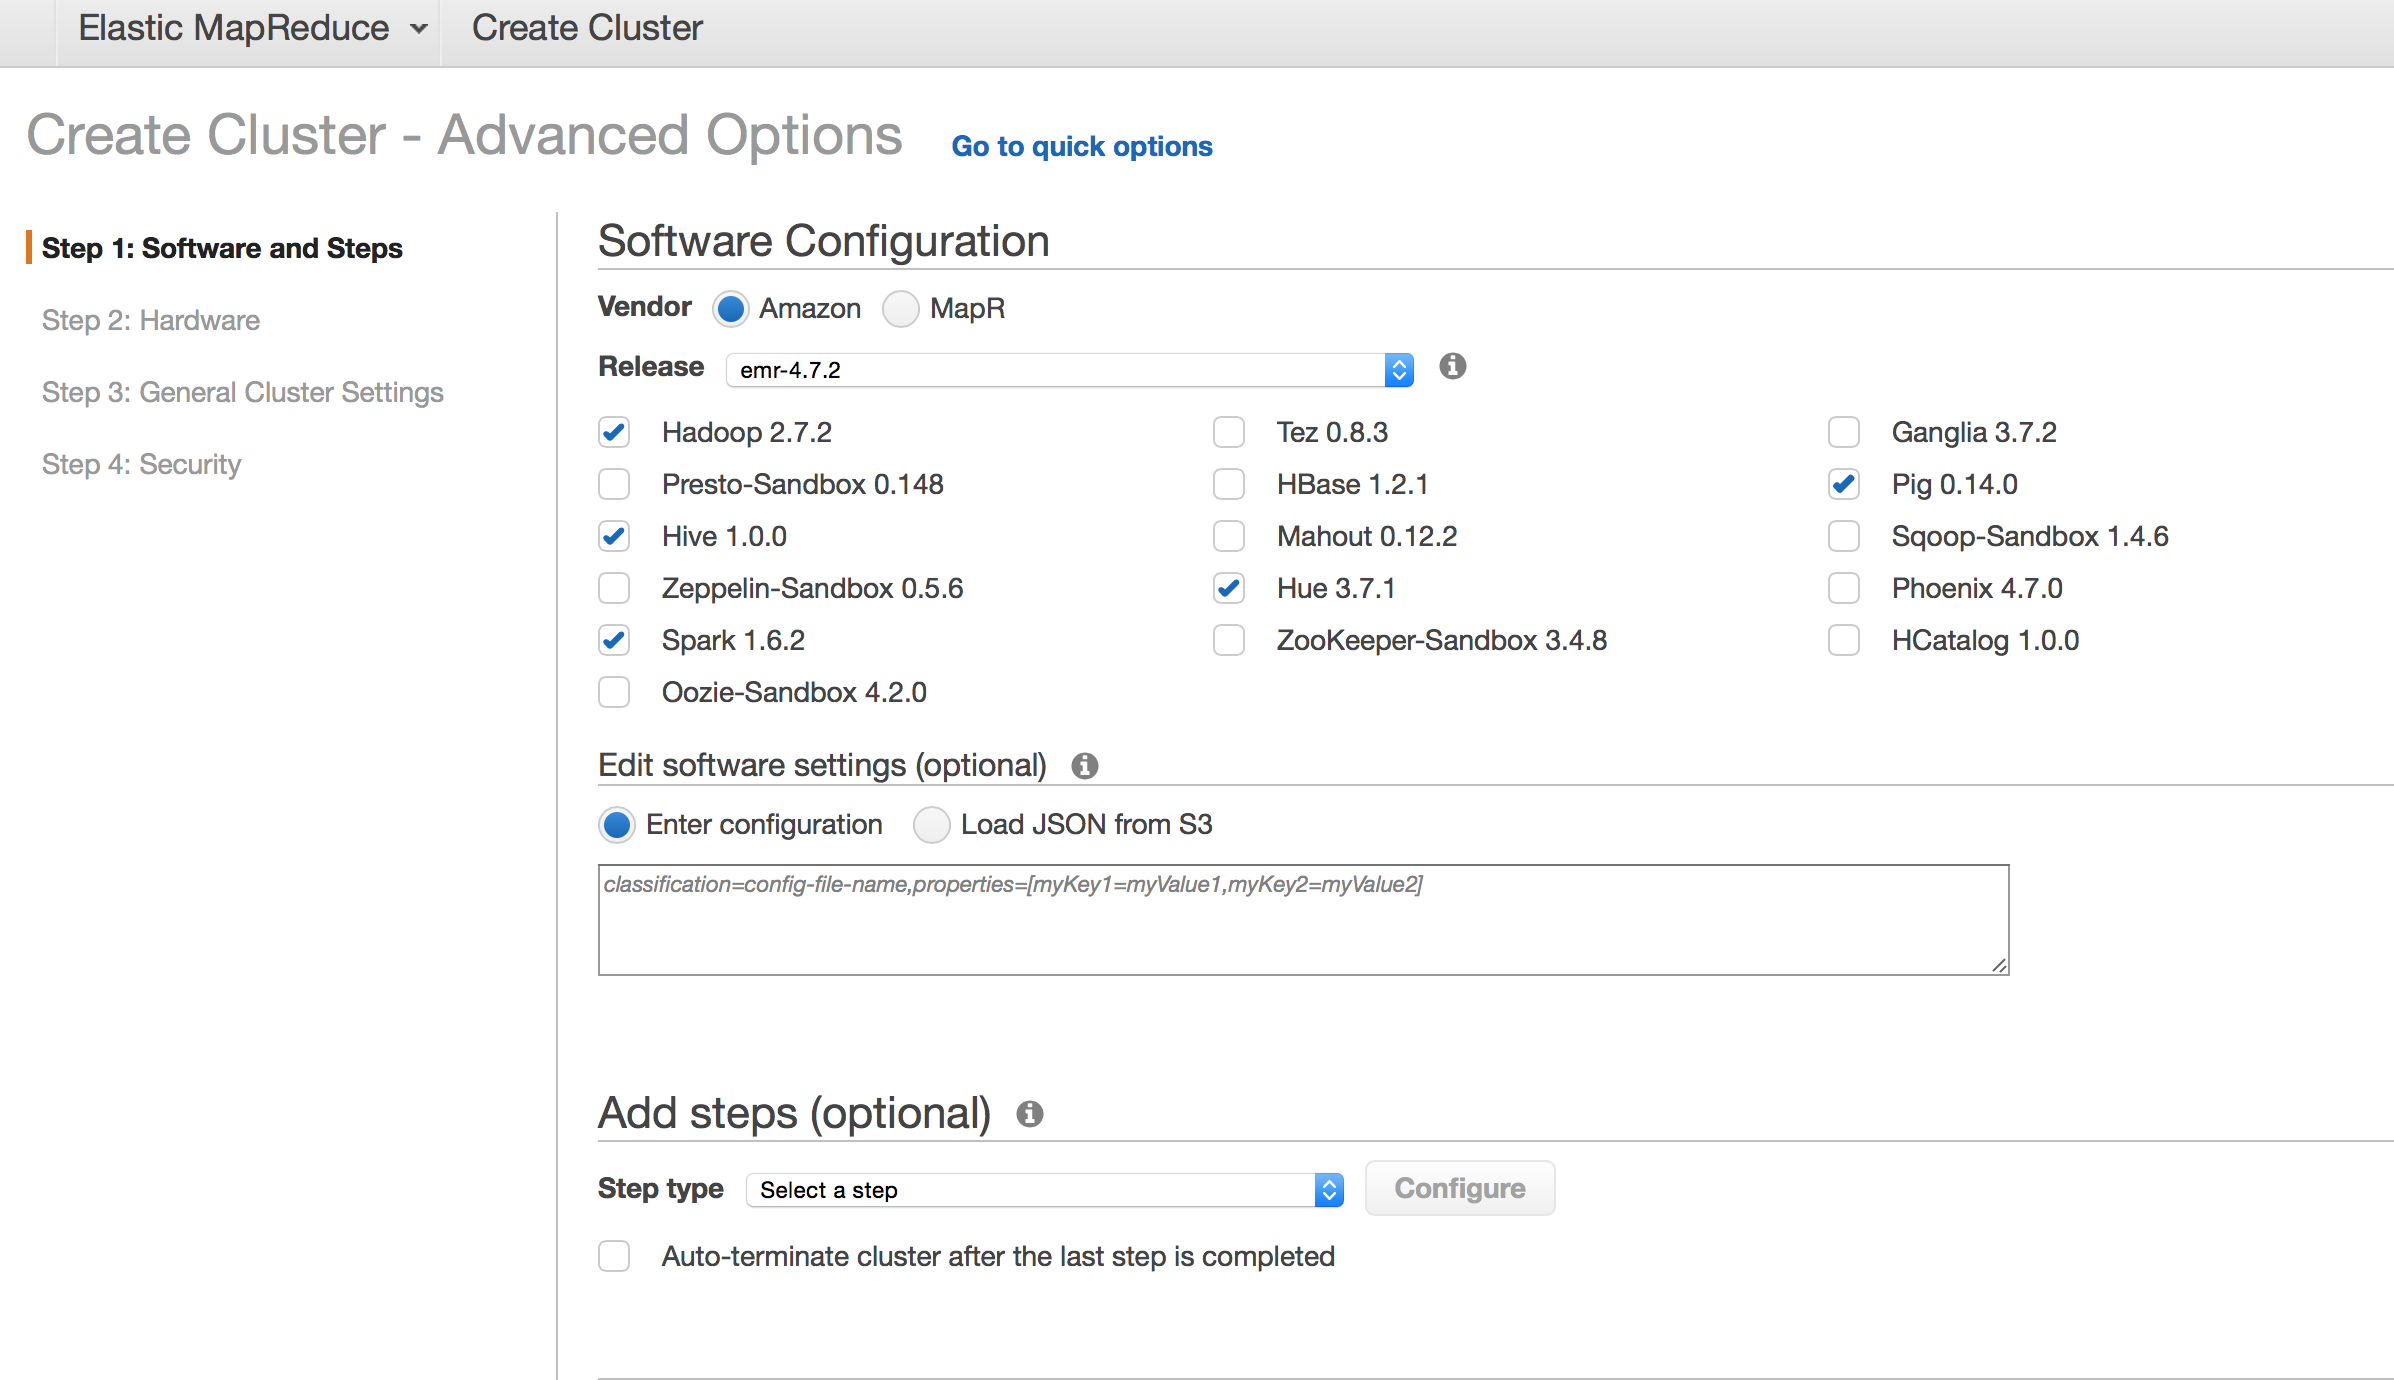 Elastic MapReduce Create Cluster
Create Cluster - Advanced Options Go to quick options
Step 1: Software and Steps
Step 2: Hardware
Step 3: General Cluster Settings
Step 4: Security
Software Configuration
Vendor Amazon MapR
Release emr-4.7.2
Hadoop 2.7.2 Tez 0.8.3 Ganglia 3.7.2
Presto-Sandbox 0.148 HBase 1.2.1 Pig 0.14.0
Hive 1.0.0 Mahout 0.12.2 Sqoop-Sandbox 1.4.6
Zeppelin-Sandbox 0.5.6 Hue 3.7.1 Phoenix 4.7.0
Spark 1.6.2 ZooKeeper-Sandbox 3.4.8 HCatalog 1.0.0
Oozie-Sandbox 4.2.0
Edit software settings (optional)
Enter configuration Load JSON from S3
classification=config-file-name,properties=[myKey1=myValue1,myKey2=myValue2]
Add steps (optional)
Step type Select a step Configure
Auto-terminate cluster after the last step is completed